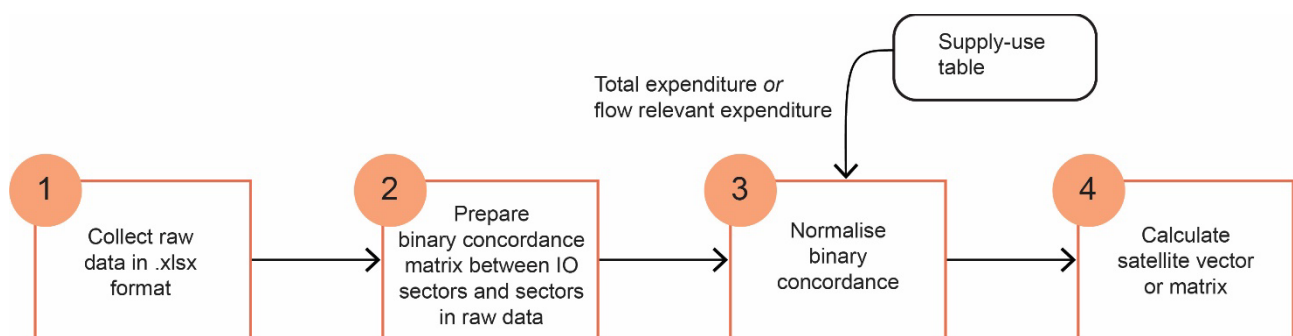 Supply-use
table
Total expenditure or
flow relevant expenditure
1
Collect raw
data in .xlsx
format
2
Prepare
binary concordance
matrix between IO
sectors and sectors
in raw data
3
Normalise
binary
concordance
4
Calculate
satellite vector
or matrix